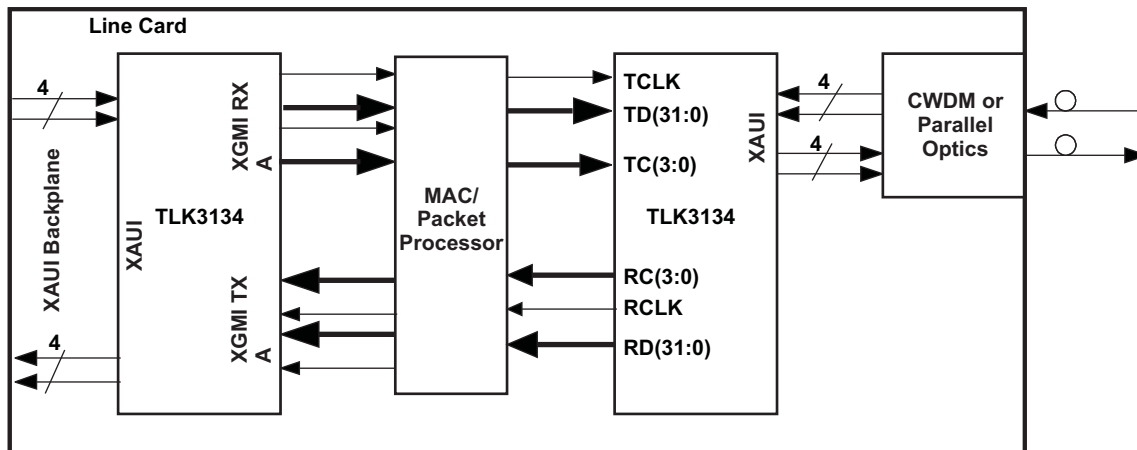 Line Card
4
XAUI Backplane
4
XAUI
XGMI RX
A
TLK3134
XGMI TX
A
MAC/
Packet
Processor
TCLK
TD(31:0)
TC(3:0)
TLK3134
RC(3:0)
RCLK
RD(31:0)
XAUI
4
4
CWDM or
Parallel
Optics